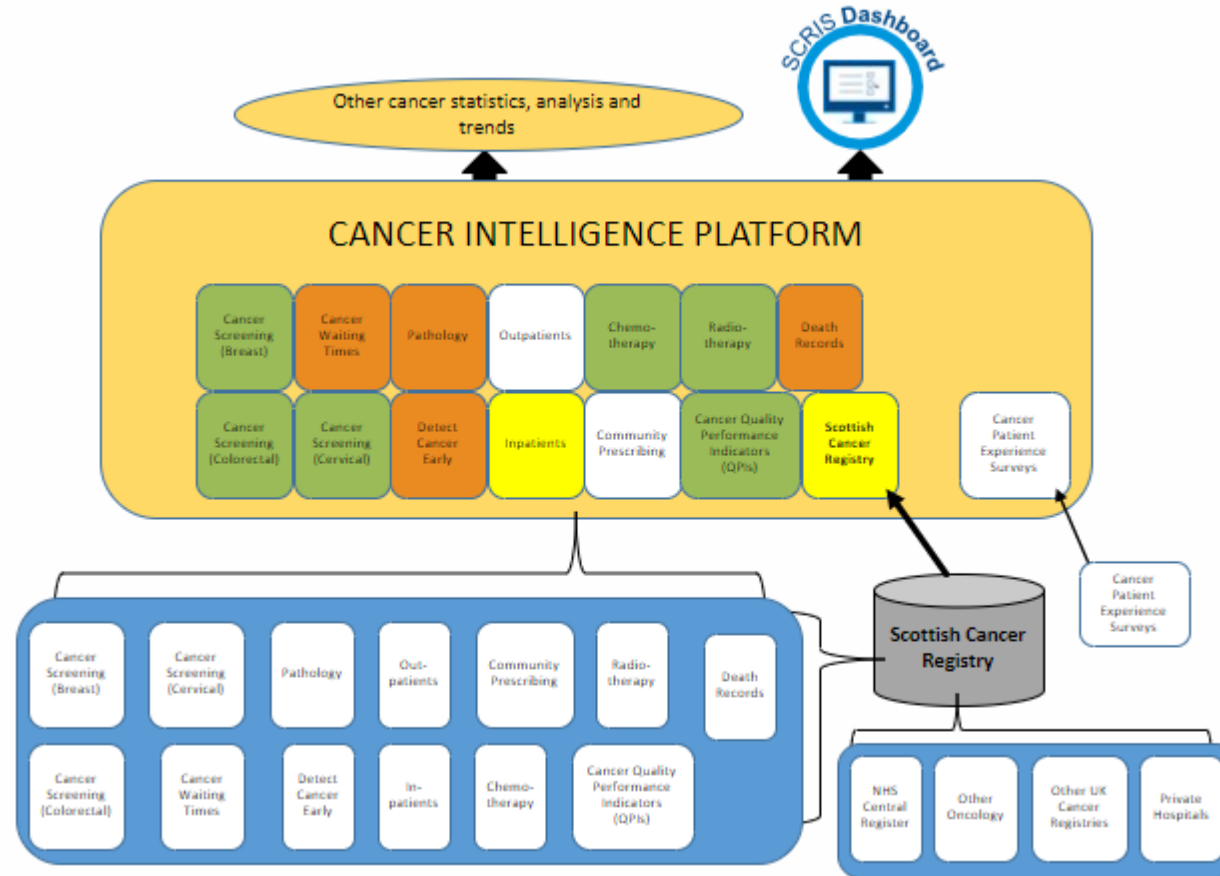 SCRIS Dashboard
Other cancer statistics, analysis and
trends
CANCER INTELLIGENCE PLATFORM
Cancer
Screening
(Breast)
Cancer
Waiting
Times
Pathology
Outpatients
Chemo-
therapy
Radio-
therapy
Death
Records
Cancer
Screening
(Colorectal)
Cancer
Screening
(Cervical)
Detect
Cancer
Early
Inpatients
Community
Prescribing
Cancer Quality
Performance
Indicators
(QPIs)
Scottish
Cancer
Registry
Cancer
Patient
Experience
Surveys
Cancer
Patient
Experience
Surveys
Scottish Cancer
Registry
Cancer
Screening
(Breast)
Cancer
Screening
(Cervical)
Pathology
Out-
patients
Community
Prescribing
Radio-
therapy
Death
Records
Cancer
Screening
(Colorectal)
Cancer
Waiting
Times
Detect
Cancer
Early
In-
patients
Chemo-
therapy
Cancer Quality
Performance
Indicators
(QPIs)
NHS
Central
Register
Other
Oncology
Other UK
Cancer
Registries
Private
Hospitals